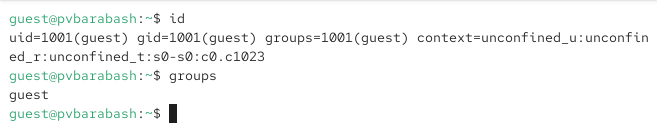 guest@pvbarabash:~$ id
uid=1001(guest) gid=1001(guest) groups=1001(guest) context=unconfined_u:unconfin
ed_r:unconfined_t:s0-s0:c0.c1023
guest@pvbarabash:~$ groups
guest
guest@pvbarabash:~$